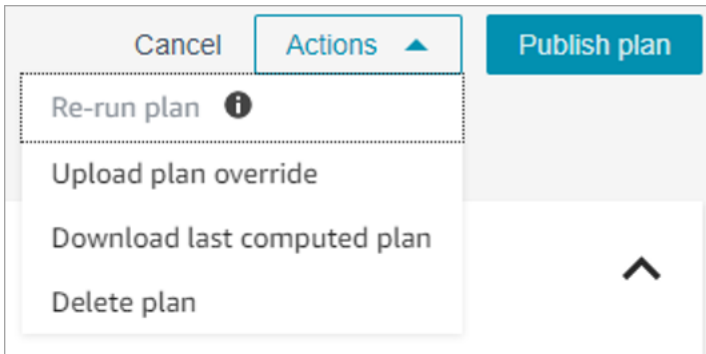 Cancel Actions Publish plan
Re-run plan
Upload plan override
Download last computed plan
Delete plan